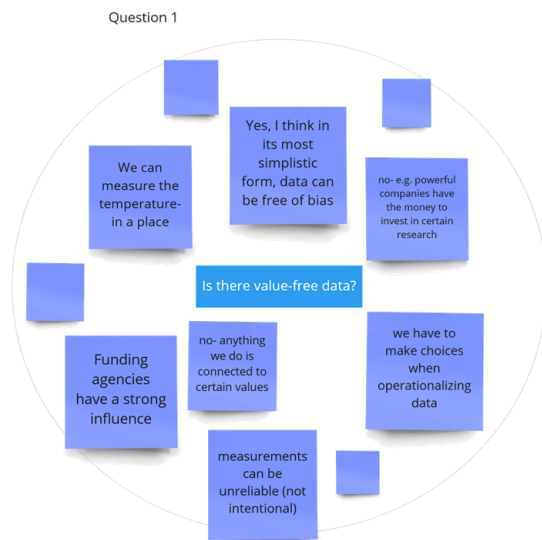 Question 1
Yes, I think in
its most
simplistic
form, data can
be free of bias
We can
measure the
temperature-
in a place
no- e.g. powerful
companies have
the money to
invest in certain
research
Is there value-free data?
Funding
agencies
have a strong
influence
no- anything
we do is
connected to
certain values
we have to
make choices
when
operationalizing
data
measurements
can be
unreliable (not
intentional)